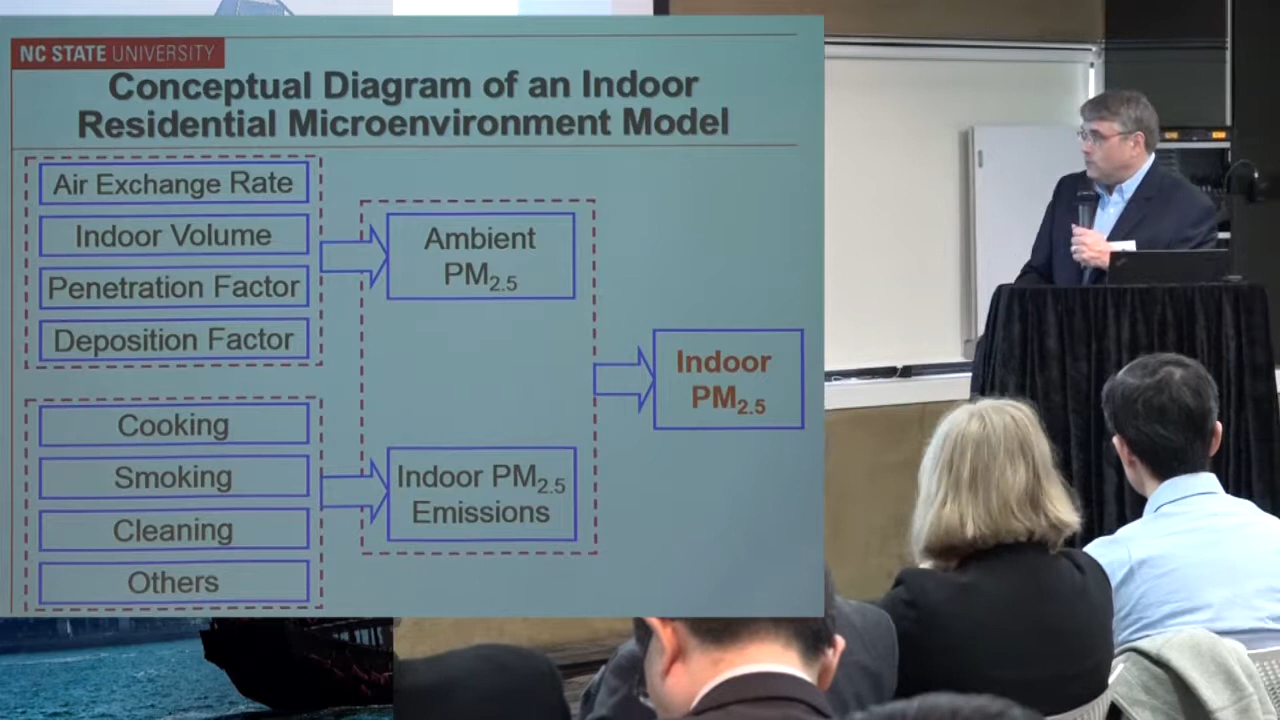 NC STATE UNIVERSITY
Conceptual Diagram of an Indoor
Residential Microenvironment Model
Air Exchange Rate
Indoor Volume
Penetration Factor
Deposition Factor
Ambient
PM2.5
Cooking
Smoking
Cleaning
Others
Indoor PM2.5
Emissions
Indoor
PM2.5